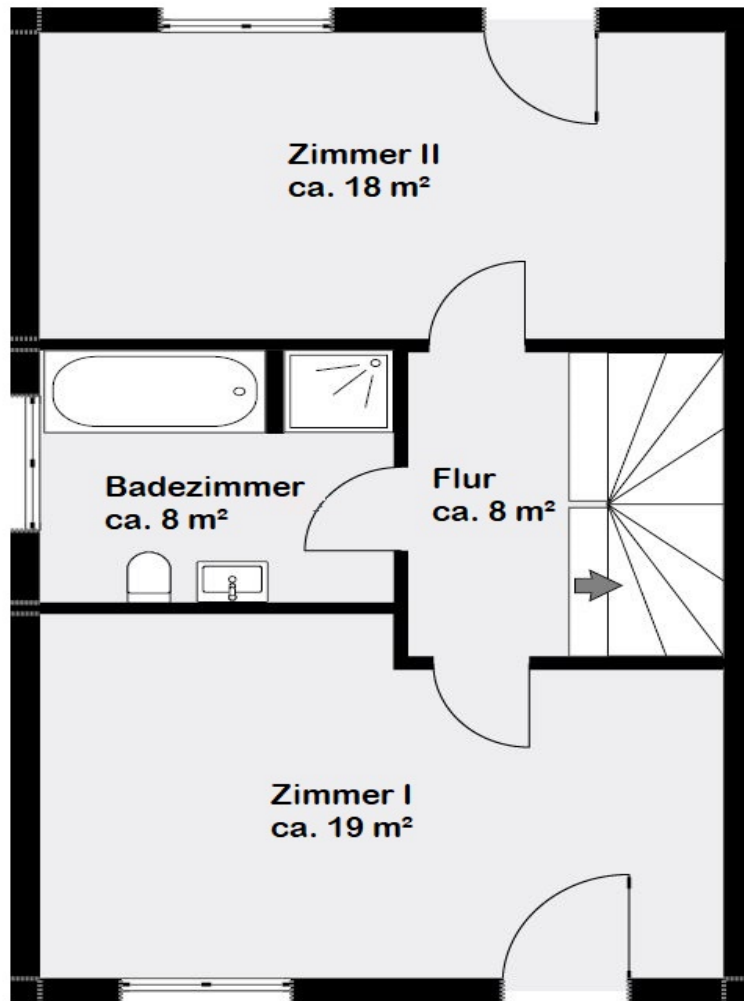 Zimmer II
ca. 18 m²
Badezimmer
ca. 8 m²
Flur
ca. 8 m²
Zimmer I
ca. 19 m²